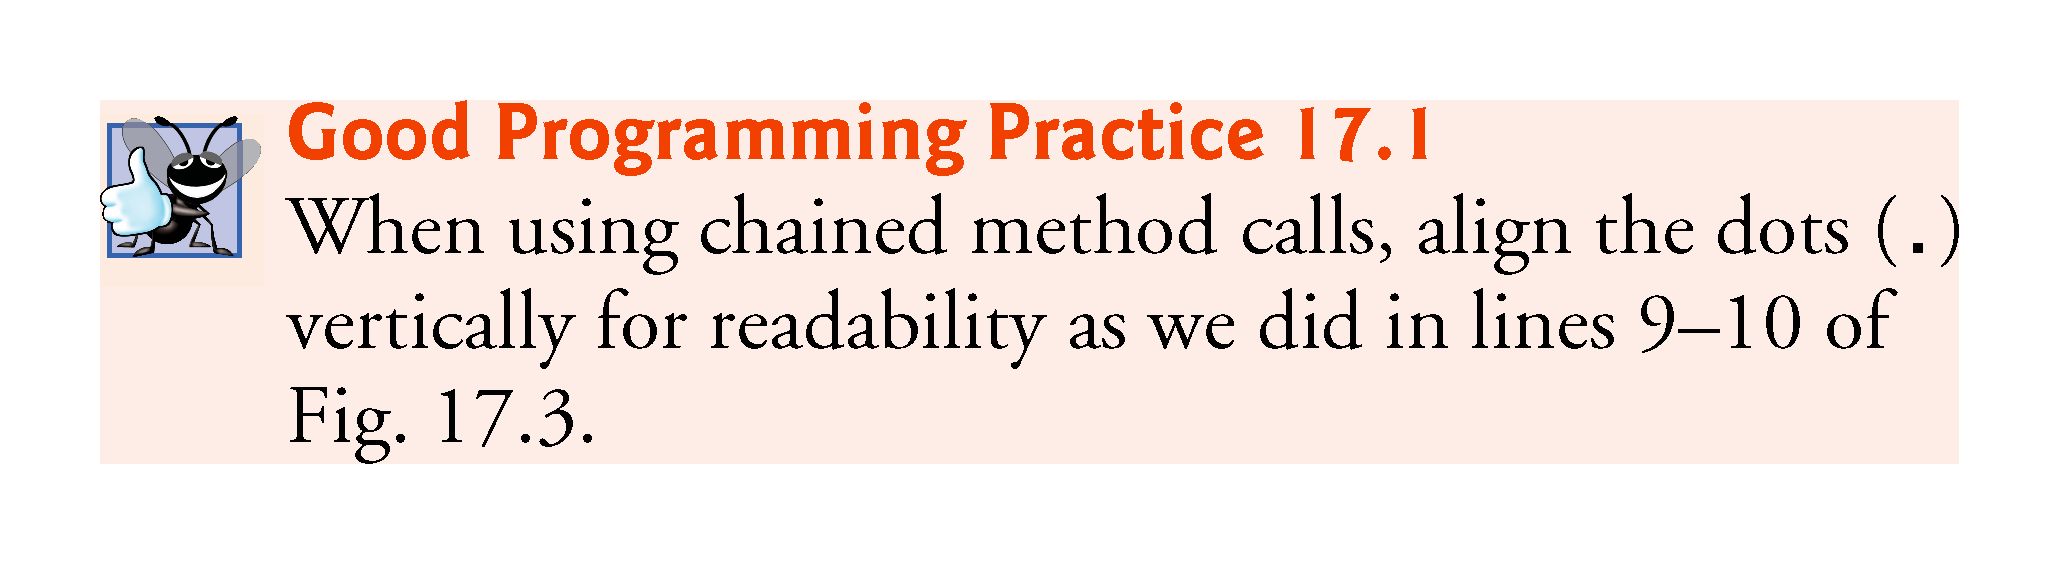 Good Programming Practice 17.1
When using chained method calls, align the dots (.)
vertically for readability as we did in lines 9–10 of
Fig. 17.3.